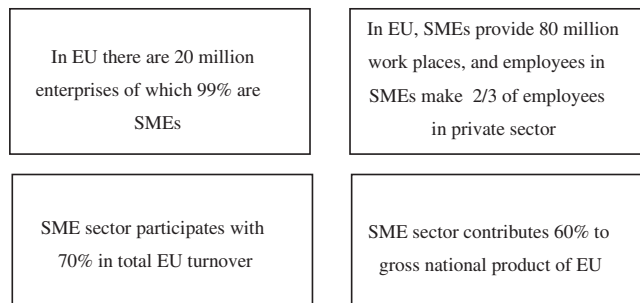 In EU there are 20 million
enterprises of which 99% are
SMEs
In EU, SMEs provide 80 million
work places, and employees in
SMEs make 2/3 of employees
in private sector
SME sector participates with
70% in total EU turnover
SME sector contributes 60% to
gross national product of EU